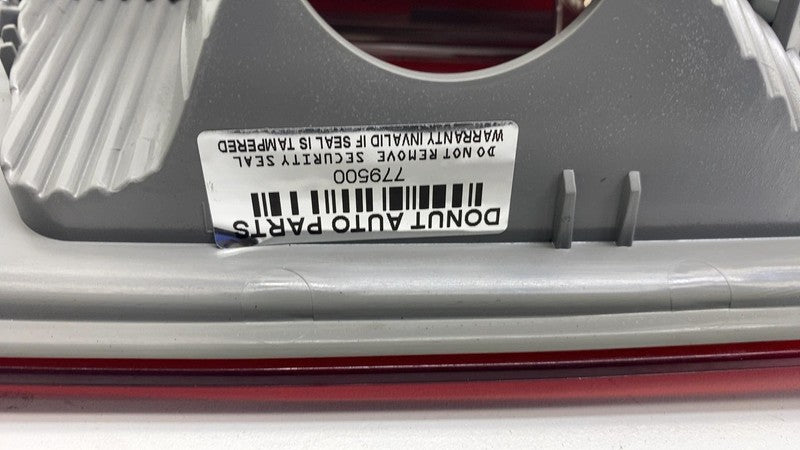 DONUT AUTO PARTS
779500
DO NOT REMOVE SECURITY SEAL
WARRANTY INVALID IF SEAL IS TAMPERED